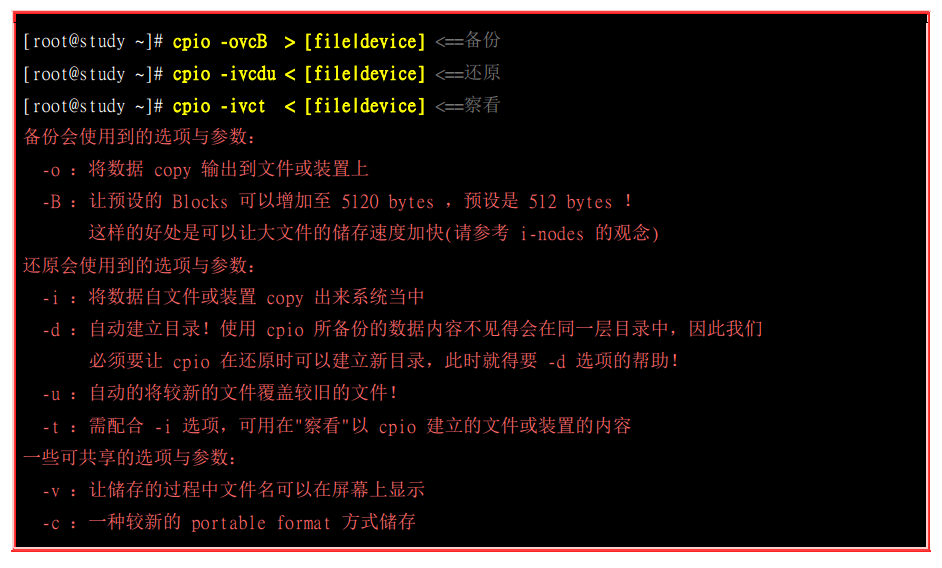 [root@study ~]# cpio -ovcB > [file|device] <==备份
[root@study ~]# cpio -ivcdu < [file|device] <==还原
[root@study ~]# cpio -ivct < [file|device] <==察看
备份会使用到的选项与参数：
-o ：将数据 copy 输出到文件或装置上
-B ：让预设的 Blocks 可以增加至 5120 bytes ，预设是 512 bytes ！
这样的好处是可以让大文件的储存速度加快(请参考 i-nodes 的观念)
还原会使用到的选项与参数：
-i ：将数据自文件或装置 copy 出来系统当中
-d ：自动建立目录！使用 cpio 所备份的数据内容不见得会在同一层目录中，因此我们
必须要让 cpio 在还原时可以建立新目录，此时就得要 -d 选项的帮助！
-u ：自动的将较新的文件覆盖较旧的文件！
-t ：需配合 -i 选项，可用在"察看"以 cpio 建立的文件或装置的内容
一些可共享的选项与参数：
-v ：让储存的过程中文件名可以在屏幕上显示
-c ：一种较新的 portable format 方式储存